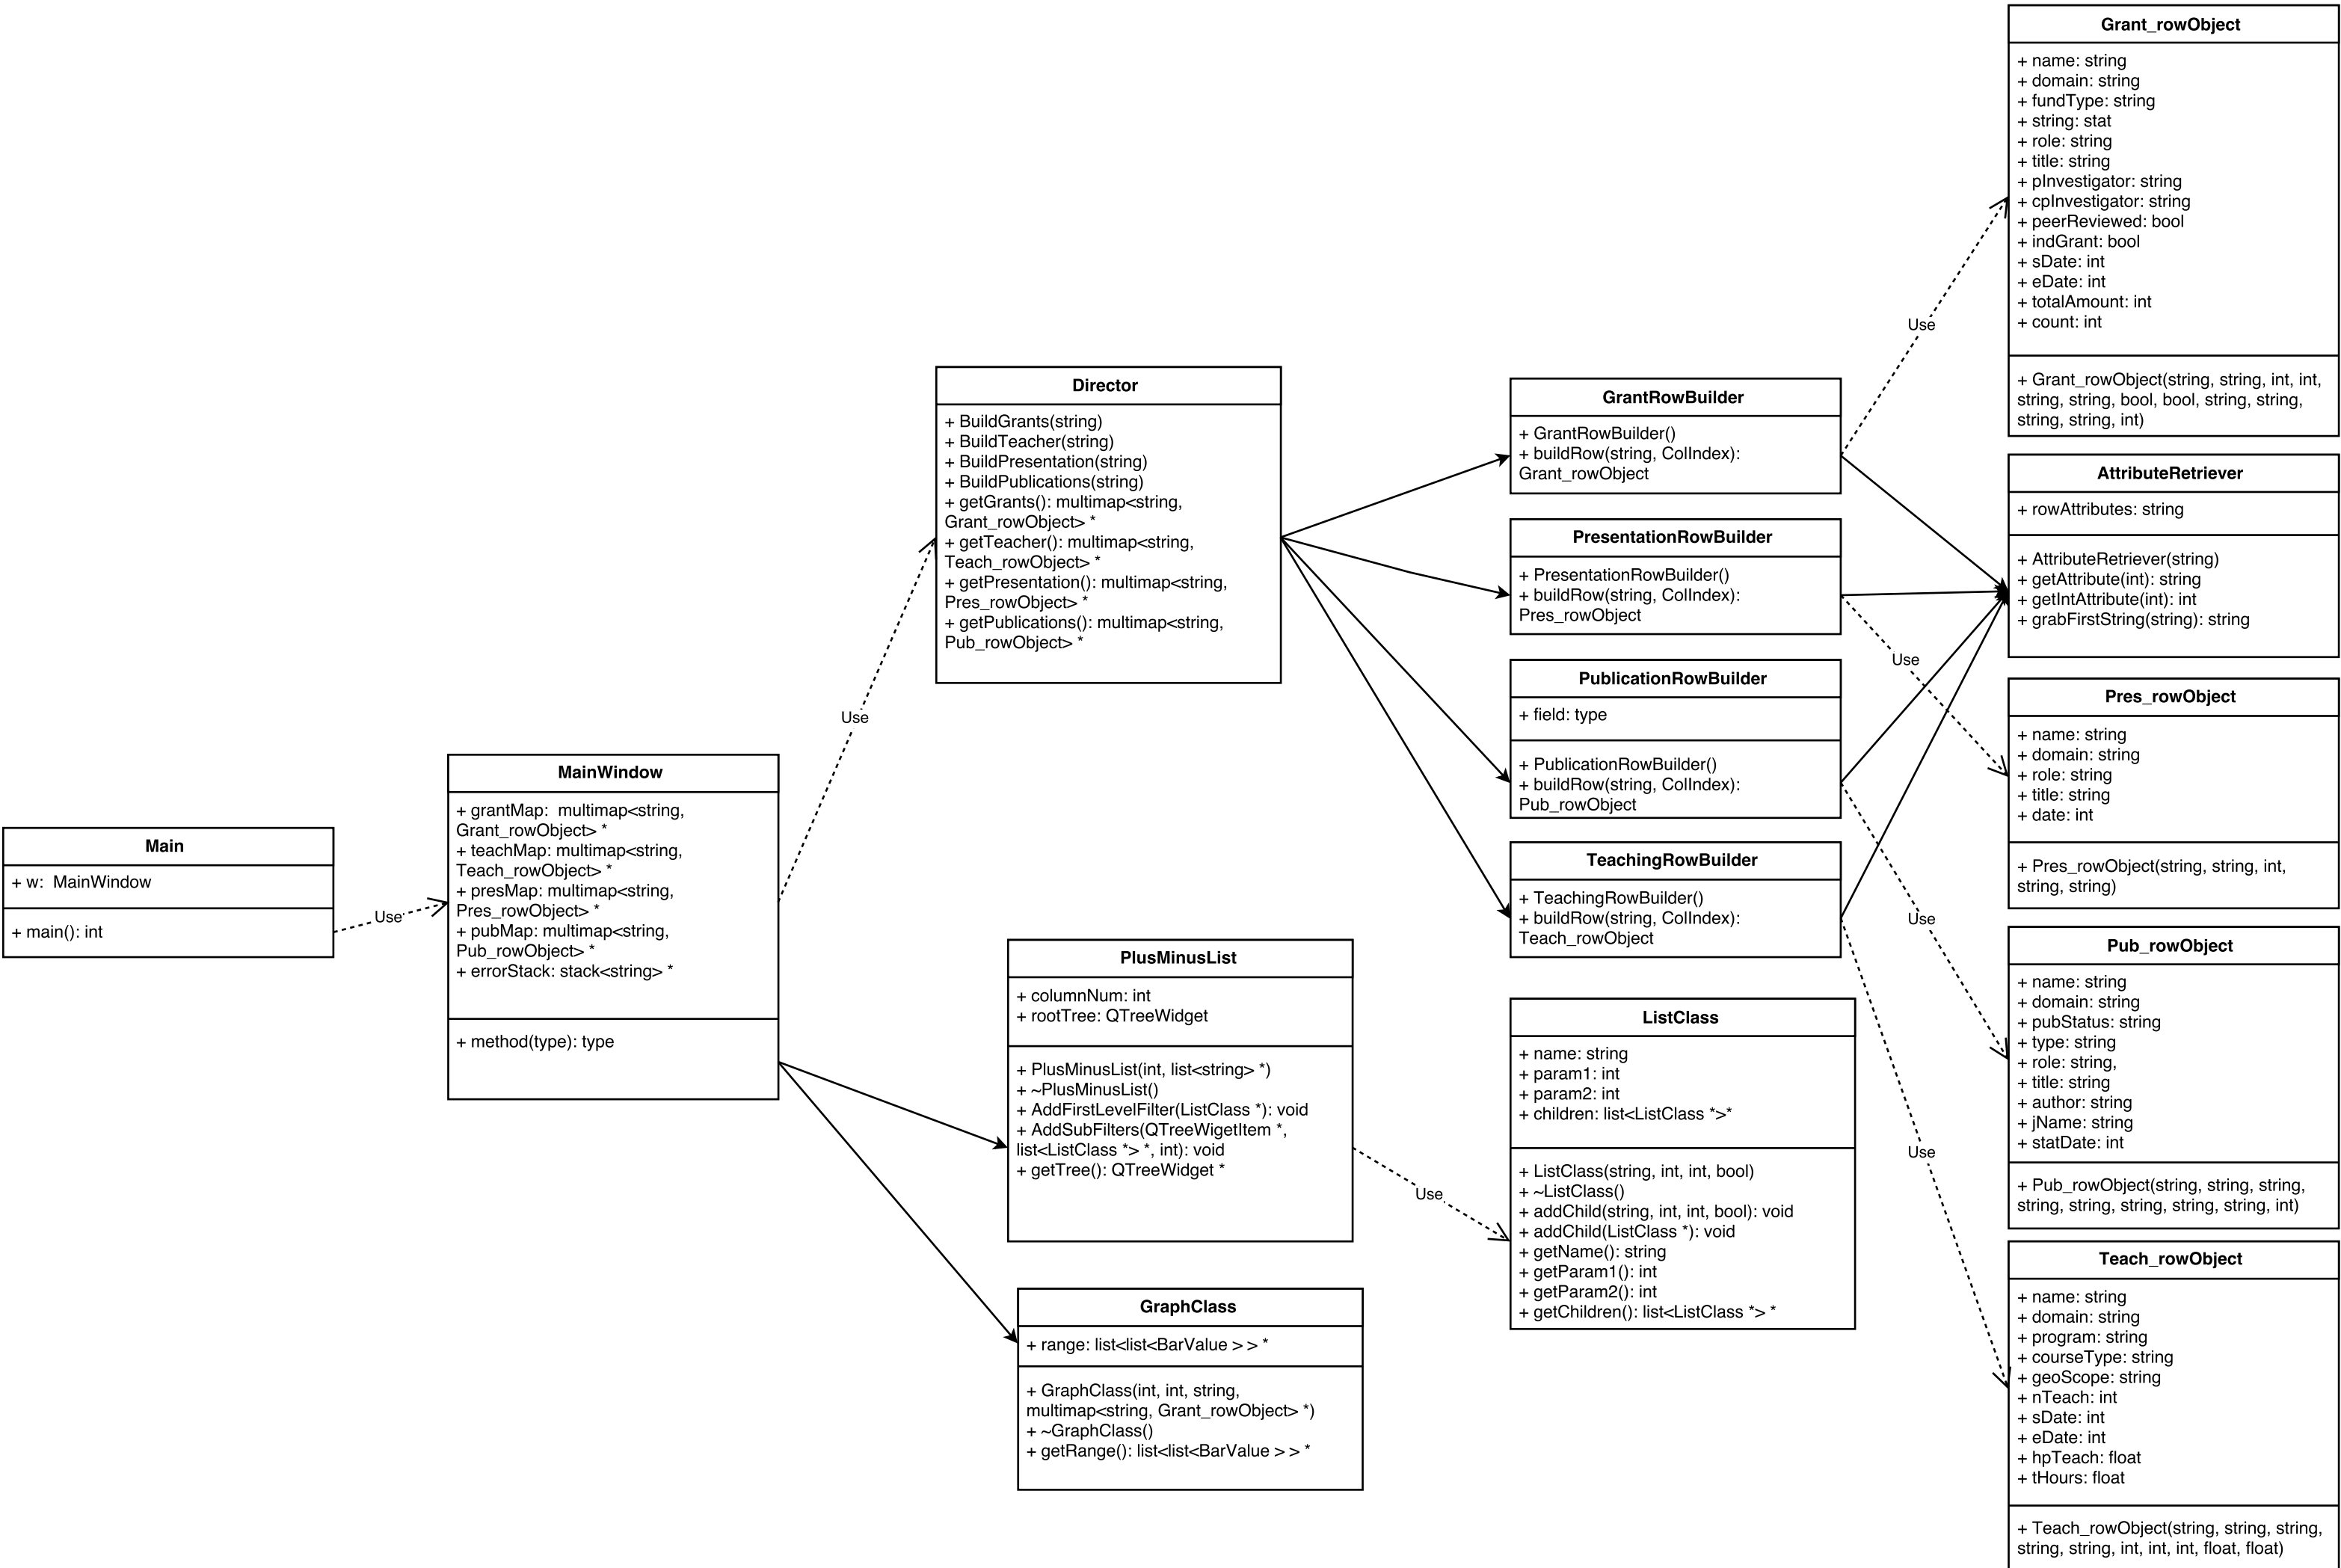 Main
+ w:  MainWindow
+ main(): int
Use
MainWindow
+ grantMap:  multimap<string,
Grant_rowObject> *
+ teachMap: multimap<string,
Teach_rowObject> *
+ presMap: multimap<string,
Pres_rowObject> *
+ pubMap: multimap<string,
Pub_rowObject> *
+ errorStack: stack<string> *
+ method(type): type
Use
Director
+ BuildGrants(string)
+ BuildTeacher(string)
+ BuildPresentation(string)
+ BuildPublications(string)
+ getGrants(): multimap<string,
Grant_rowObject> *
+ getTeacher(): multimap<string,
Teach_rowObject> *
+ getPresentation(): multimap<string,
Pres_rowObject> *
+ getPublications(): multimap<string,
Pub_rowObject> *
PlusMinusList
+ columnNum: int
+ rootTree: QTreeWidget
+ PlusMinusList(int, list<string> *)
+ ~PlusMinusList()
+ AddFirstLevelFilter(ListClass *): void
+ AddSubFilters(QTreeWigetItem *,
list<ListClass *> *, int): void
+ getTree(): QTreeWidget *
Use
GraphClass
+ range: list<list<BarValue > > *
+ GraphClass(int, int, string,
multimap<string, Grant_rowObject> *)
+ ~GraphClass()
+ getRange(): list<list<BarValue > > *
GrantRowBuilder
+ GrantRowBuilder()
+ buildRow(string, ColIndex):
Grant_rowObject
PresentationRowBuilder
+ PresentationRowBuilder()
+ buildRow(string, ColIndex):
Pres_rowObject
PublicationRowBuilder
+ field: type
+ PublicationRowBuilder()
+ buildRow(string, ColIndex):
Pub_rowObject
TeachingRowBuilder
+ TeachingRowBuilder()
+ buildRow(string, ColIndex):
Teach_rowObject
ListClass
+ name: string
+ param1: int
+ param2: int
+ children: list<ListClass *>*
+ ListClass(string, int, int, bool)
+ ~ListClass()
+ addChild(string, int, int, bool): void
+ addChild(ListClass *): void
+ getName(): string
+ getParam1(): int
+ getParam2(): int
+ getChildren(): list<ListClass *> *
Use
Use
Use
Use
Grant_rowObject
+ name: string
+ domain: string
+ fundType: string
+ string: stat
+ role: string
+ title: string
+ pInvestigator: string
+ cpInvestigator: string
+ peerReviewed: bool
+ indGrant: bool
+ sDate: int
+ eDate: int
+ totalAmount: int
+ count: int
+ Grant_rowObject(string, string, int, int,
string, string, bool, bool, string, string,
string, string, int)
AttributeRetriever
+ rowAttributes: string
+ AttributeRetriever(string)
+ getAttribute(int): string
+ getIntAttribute(int): int
+ grabFirstString(string): string
Pres_rowObject
+ name: string
+ domain: string
+ role: string
+ title: string
+ date: int
+ Pres_rowObject(string, string, int,
string, string)
Pub_rowObject
+ name: string
+ domain: string
+ pubStatus: string
+ type: string
+ role: string,
+ title: string
+ author: string
+ jName: string
+ statDate: int
+ Pub_rowObject(string, string, string,
string, string, string, string, string, int)
Teach_rowObject
+ name: string
+ domain: string
+ program: string
+ courseType: string
+ geoScope: string
+ nTeach: int
+ sDate: int
+ eDate: int
+ hpTeach: float
+ tHours: float
+ Teach_rowObject(string, string, string,
string, string, int, int, int, float, float)